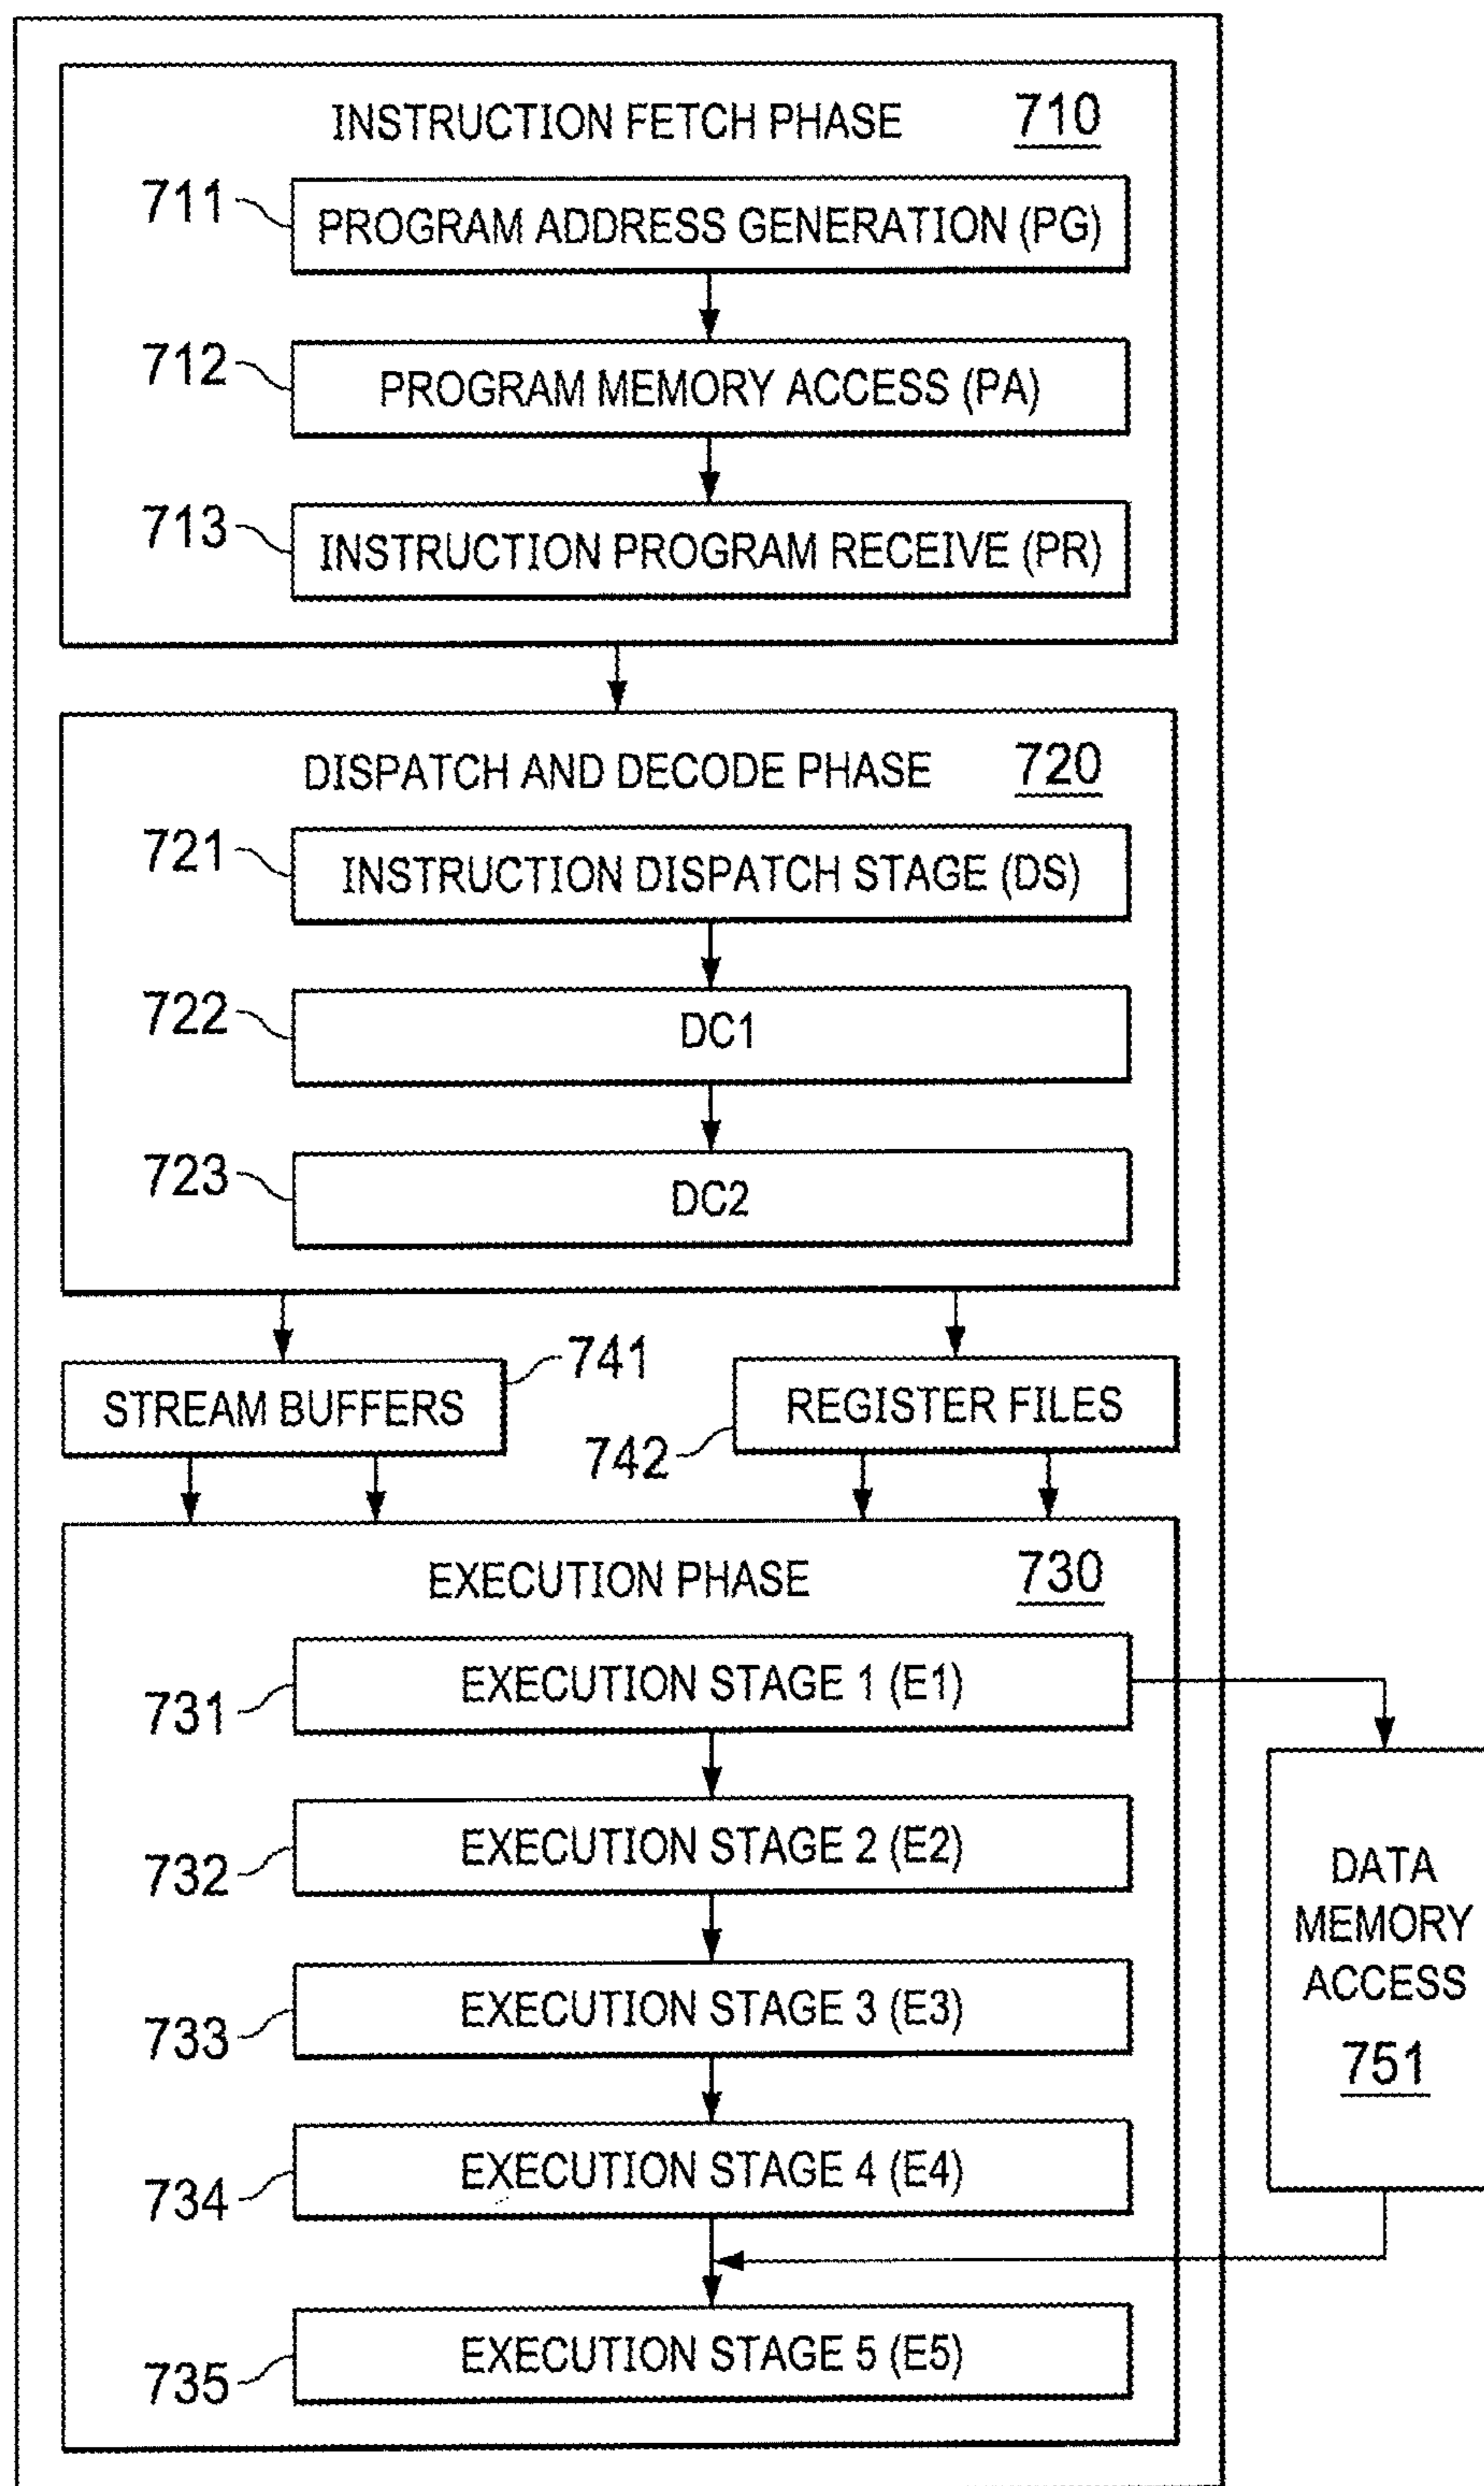 INSTRUCTION FETCH PHASE 710
711 PROGRAM ADDRESS GENERATION (PG)
712 PROGRAM MEMORY ACCESS (PA)
713 INSTRUCTION PROGRAM RECEIVE (PR)
DISPATCH AND DECODE PHASE 720
721 INSTRUCTION DISPATCH STAGE (DS)
722 DC1
723 DC2
STREAM BUFFERS 741
742 REGISTER FILES
EXECUTION PHASE 730
731 EXECUTION STAGE 1 (E1)
732 EXECUTION STAGE 2 (E2)
733 EXECUTION STAGE 3 (E3)
734 EXECUTION STAGE 4 (E4)
735 EXECUTION STAGE 5 (E5)
DATA
MEMORY
ACCESS
751